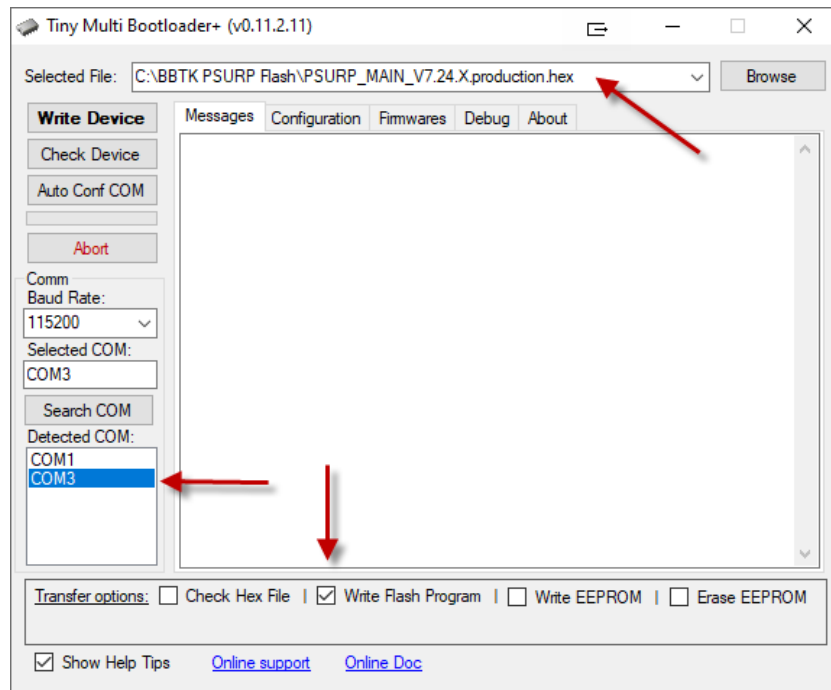 Tiny Multi Bootloader+ (v0.11.2.11)
Selected File: C:\BBTK PSURP Flash\PSURP_MAIN_V7.24.X.production.hex Browse
Write Device
Check Device
Auto Conf COM
Abort
Messages Configuration Firmwares Debug About
Comm
Baud Rate:
115200
Selected COM:
COM3
Search COM
Detected COM:
COM1
COM3
Transfer options: Check Hex File | Write Flash Program | Write EEPROM | Erase EEPROM
Show Help Tips Online support Online Doc